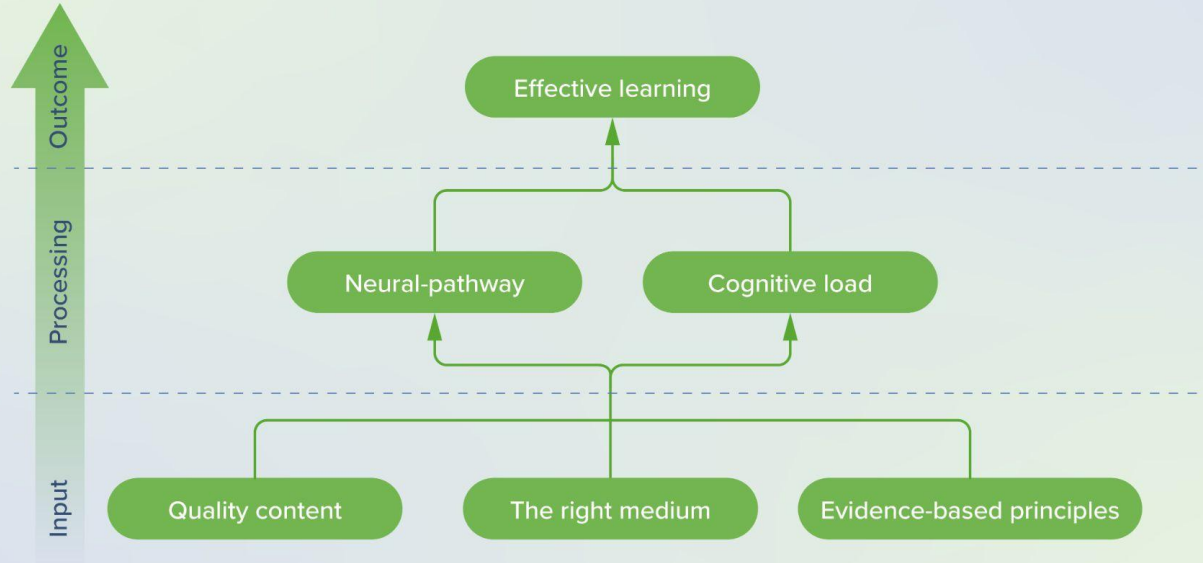 Outcome
Effective learning
Processing
Neural-pathway
Cognitive load
Input
Quality content
The right medium
Evidence-based principles